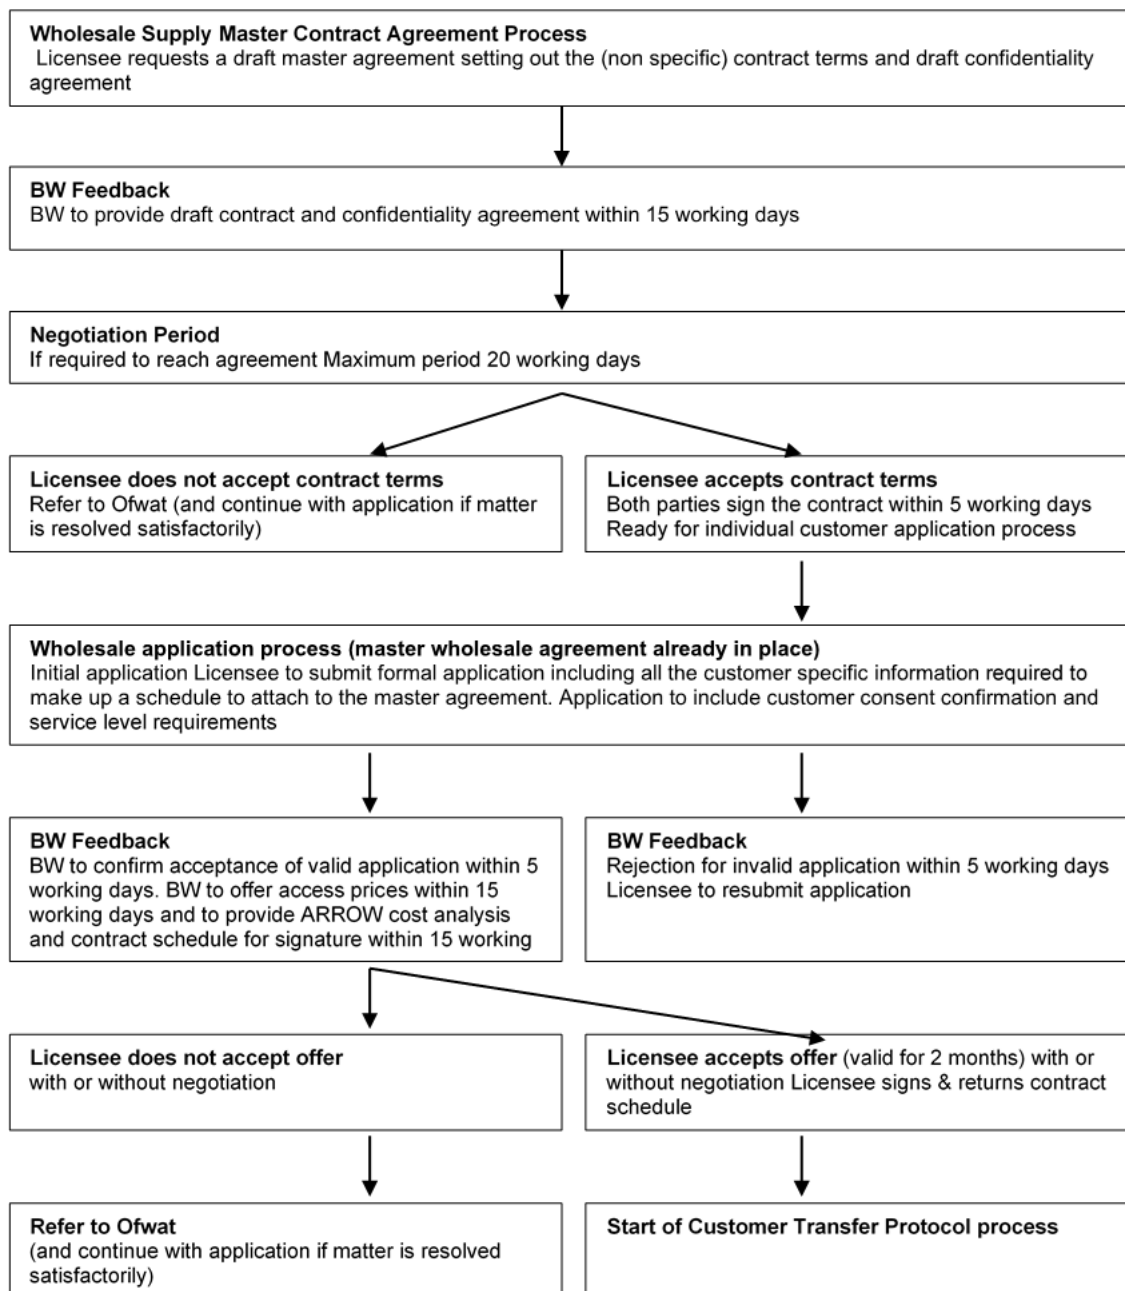 Wholesale Supply Master Contract Agreement Process
Licensee requests a draft master agreement setting out the (non specific) contract terms and draft confidentiality
agreement
BW Feedback
BW to provide draft contract and confidentiality agreement within 15 working days
Negotiation Period
If required to reach agreement Maximum period 20 working days
Licensee does not accept contract terms
Refer to Ofwat (and continue with application if matter
is resolved satisfactorily)
Licensee accepts contract terms
Both parties sign the contract within 5 working days
Ready for individual customer application process
Wholesale application process (master wholesale agreement already in place)
Initial application Licensee to submit formal application including all the customer specific information required to
make up a schedule to attach to the master agreement. Application to include customer consent confirmation and
service level requirements
BW Feedback
BW to confirm acceptance of valid application within 5
working days. BW to offer access prices within 15
working days and to provide ARROW cost analysis
and contract schedule for signature within 15 working
BW Feedback
Rejection for invalid application within 5 working days
Licensee to resubmit application
Licensee does not accept offer
with or without negotiation
Licensee accepts offer (valid for 2 months) with or
without negotiation Licensee signs & returns contract
schedule
Refer to Ofwat
(and continue with application if matter is resolved
satisfactorily)
Start of Customer Transfer Protocol process